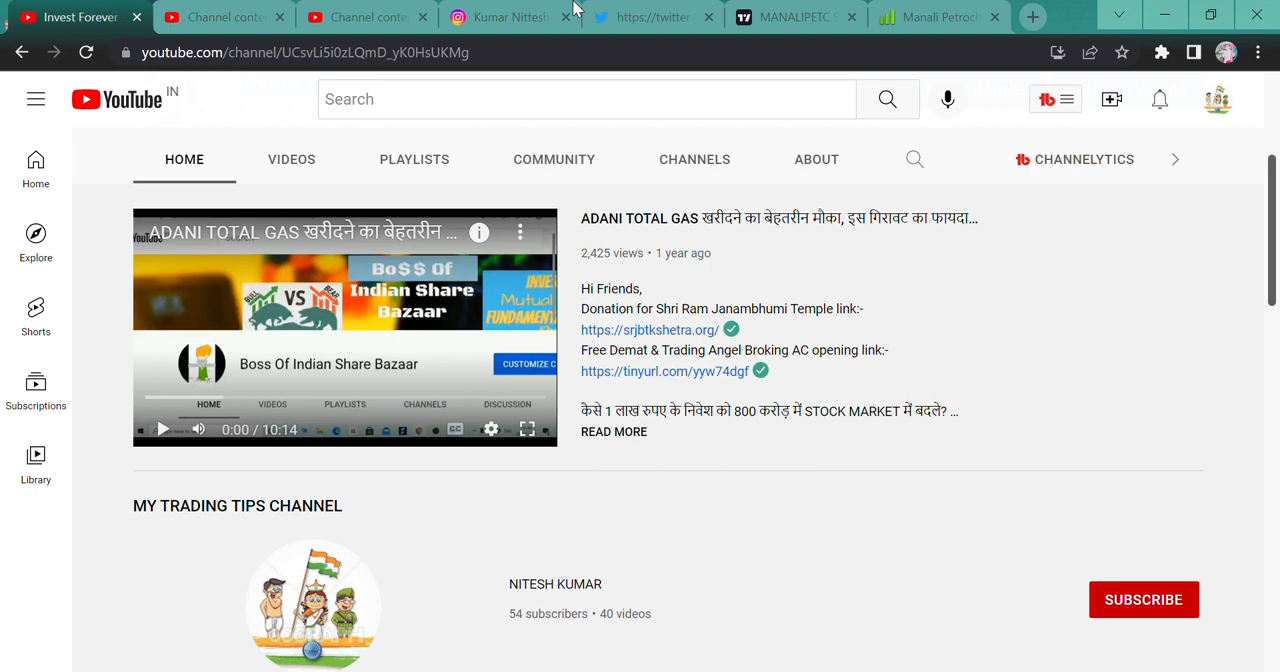 Invest Forever
Channel conte
Channel conte
Kumar Nittesh
https://twitter
MANALIPETC S
Manali Petroch
youtube.com/channel/UCsvLi5i0zLQmD_yK0HsUKMg
YouTube IN
Search
HOME
VIDEOS
PLAYLISTS
COMMUNITY
CHANNELS
ABOUT
CHANNELYTICS
Home
Explore
Shorts
Subscriptions
Library
ADANI TOTAL GAS खरीदने का बेहतरीन ...
Bo$$ Of
Indian Share
Bazaar
VS
INVE
Mutual
FUNDAMENTA
Boss Of Indian Share Bazaar
CUSTOMIZE C
HOME
VIDEOS
PLAYLISTS
CHANNELS
DISCUSSION
0:00 / 10:14
CC
ADANI TOTAL GAS खरीदने का बेहतरीन मौका, इस गिरावट का फायदा...
2,425 views • 1 year ago
Hi Friends,
Donation for Shri Ram Janambhumi Temple link:-
https://srjbtkshetra.org/
Free Demat & Trading Angel Broking AC opening link:-
https://tinyurl.com/yyw74dgf
कैसे 1 लाख रुपए के निवेश को 800 करोड़ में STOCK MARKET में बदले? ...
READ MORE
MY TRADING TIPS CHANNEL
NITESH KUMAR
54 subscribers • 40 videos
SUBSCRIBE